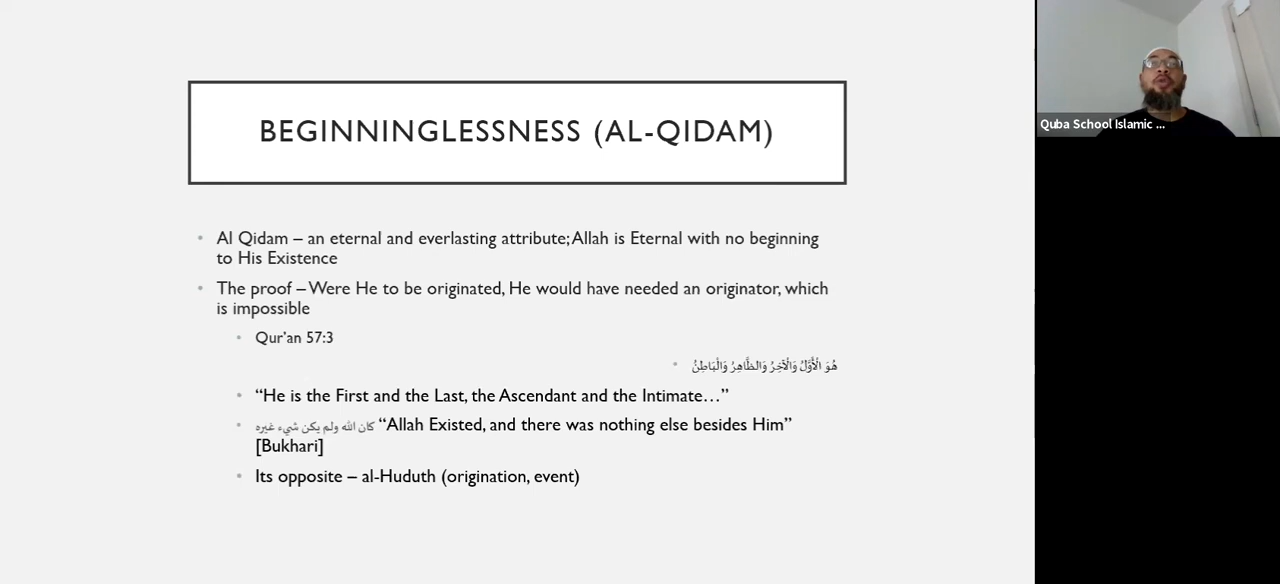 BEGINNINGLESSNESS (AL-QIDAM)
Al Qidam – an eternal and everlasting attribute; Allah is Eternal with no beginning
to His Existence
The proof – Were He to be originated, He would have needed an originator, which
is impossible
Qur'an 57:3
هُوَ الْأَوَّلُ وَالْآخِرُ وَالظَّاهِرُ وَالْبَاطِنُ
“He is the First and the Last, the Ascendant and the Intimate…”
كان الله ولم يكن شيء غيره “Allah Existed, and there was nothing else besides Him”
[Bukhari]
Its opposite – al-Huduth (origination, event)
Quba School Islamic ...